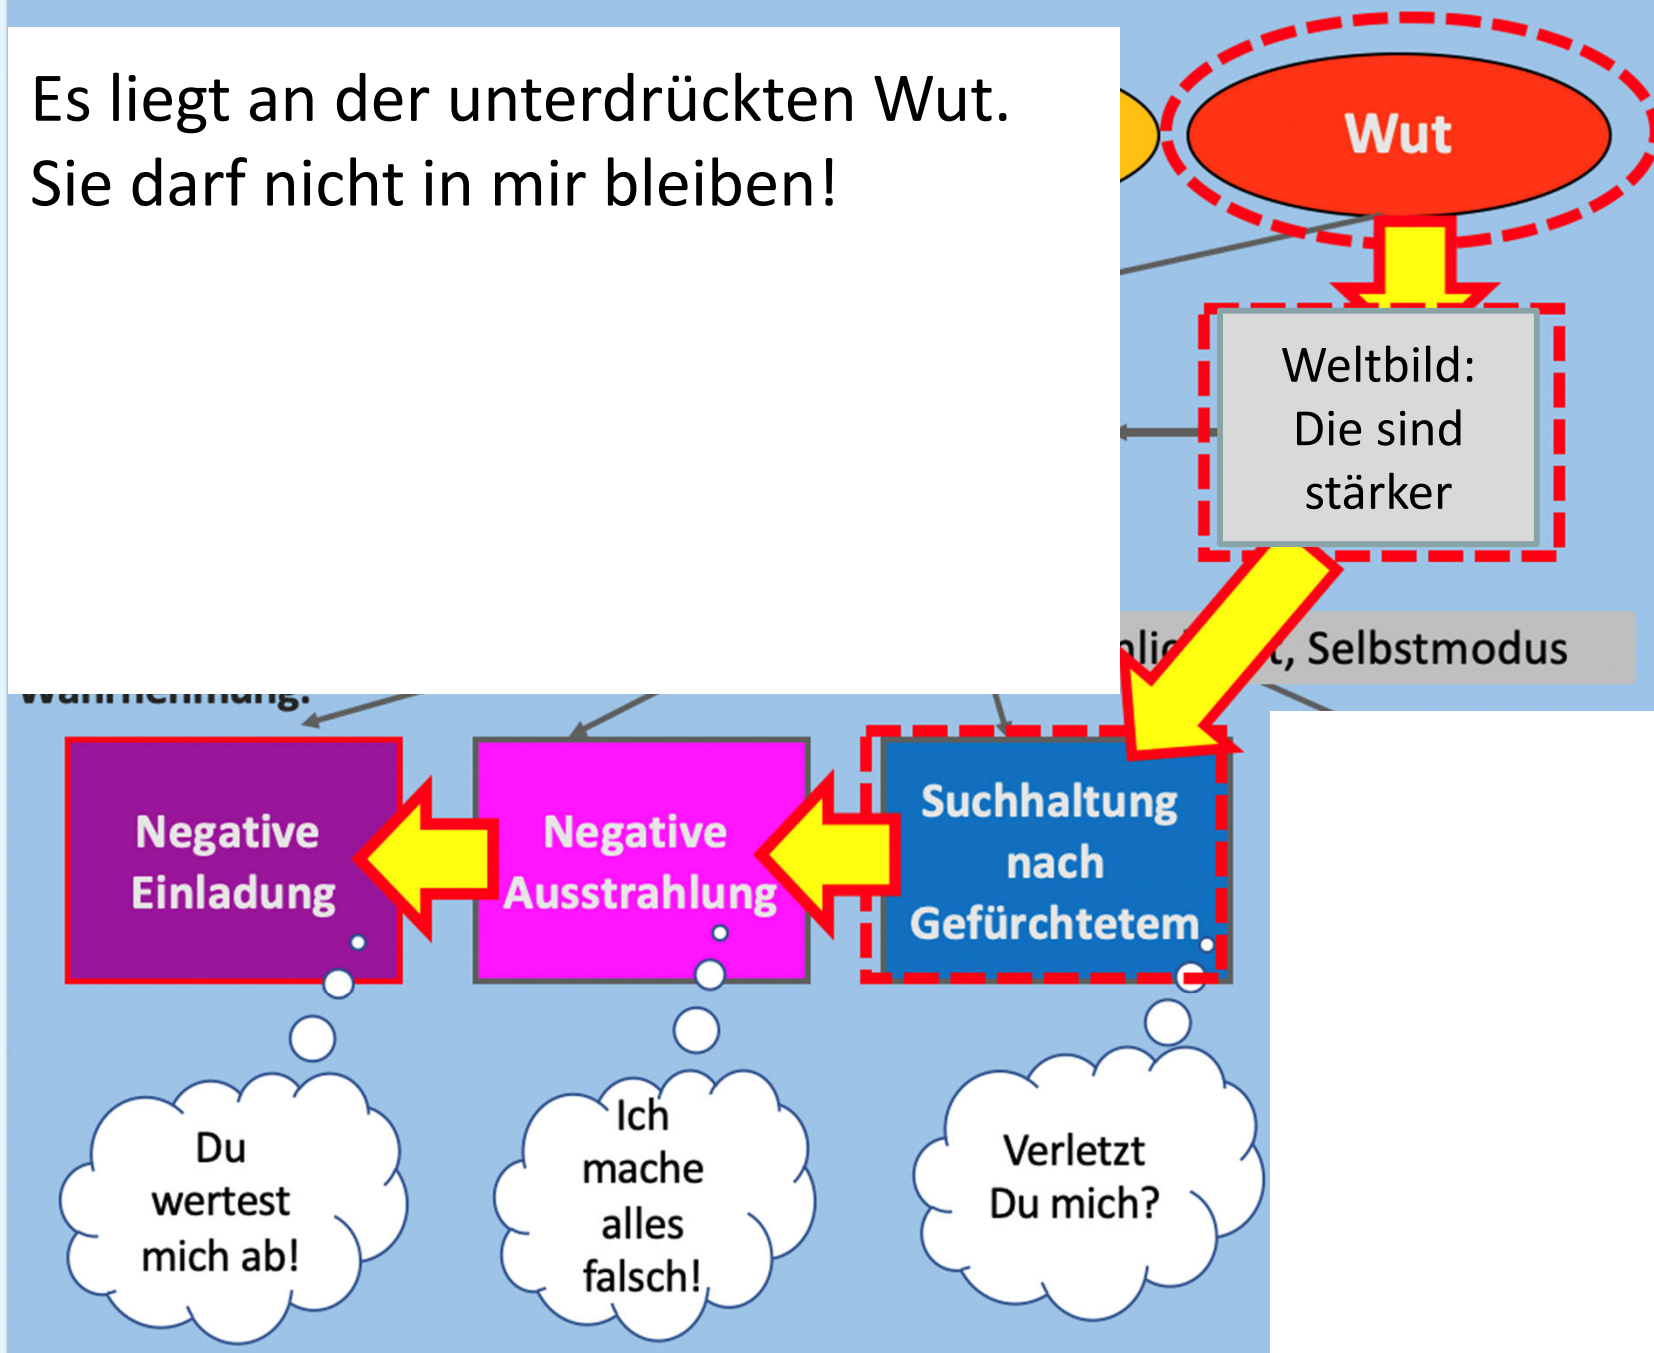 Es liegt an der unterdrückten Wut.
Sie darf nicht in mir bleiben!
Wut
Weltbild:
Die sind
stärker
Selbstmodus
Wahrnehmung:
Negative
Einladung
Negative
Ausstrahlung
Suchhaltung
nach
Gefürchtetem
Du
wertest
mich ab!
Ich
mache
alles
falsch!
Verletzt
Du mich?